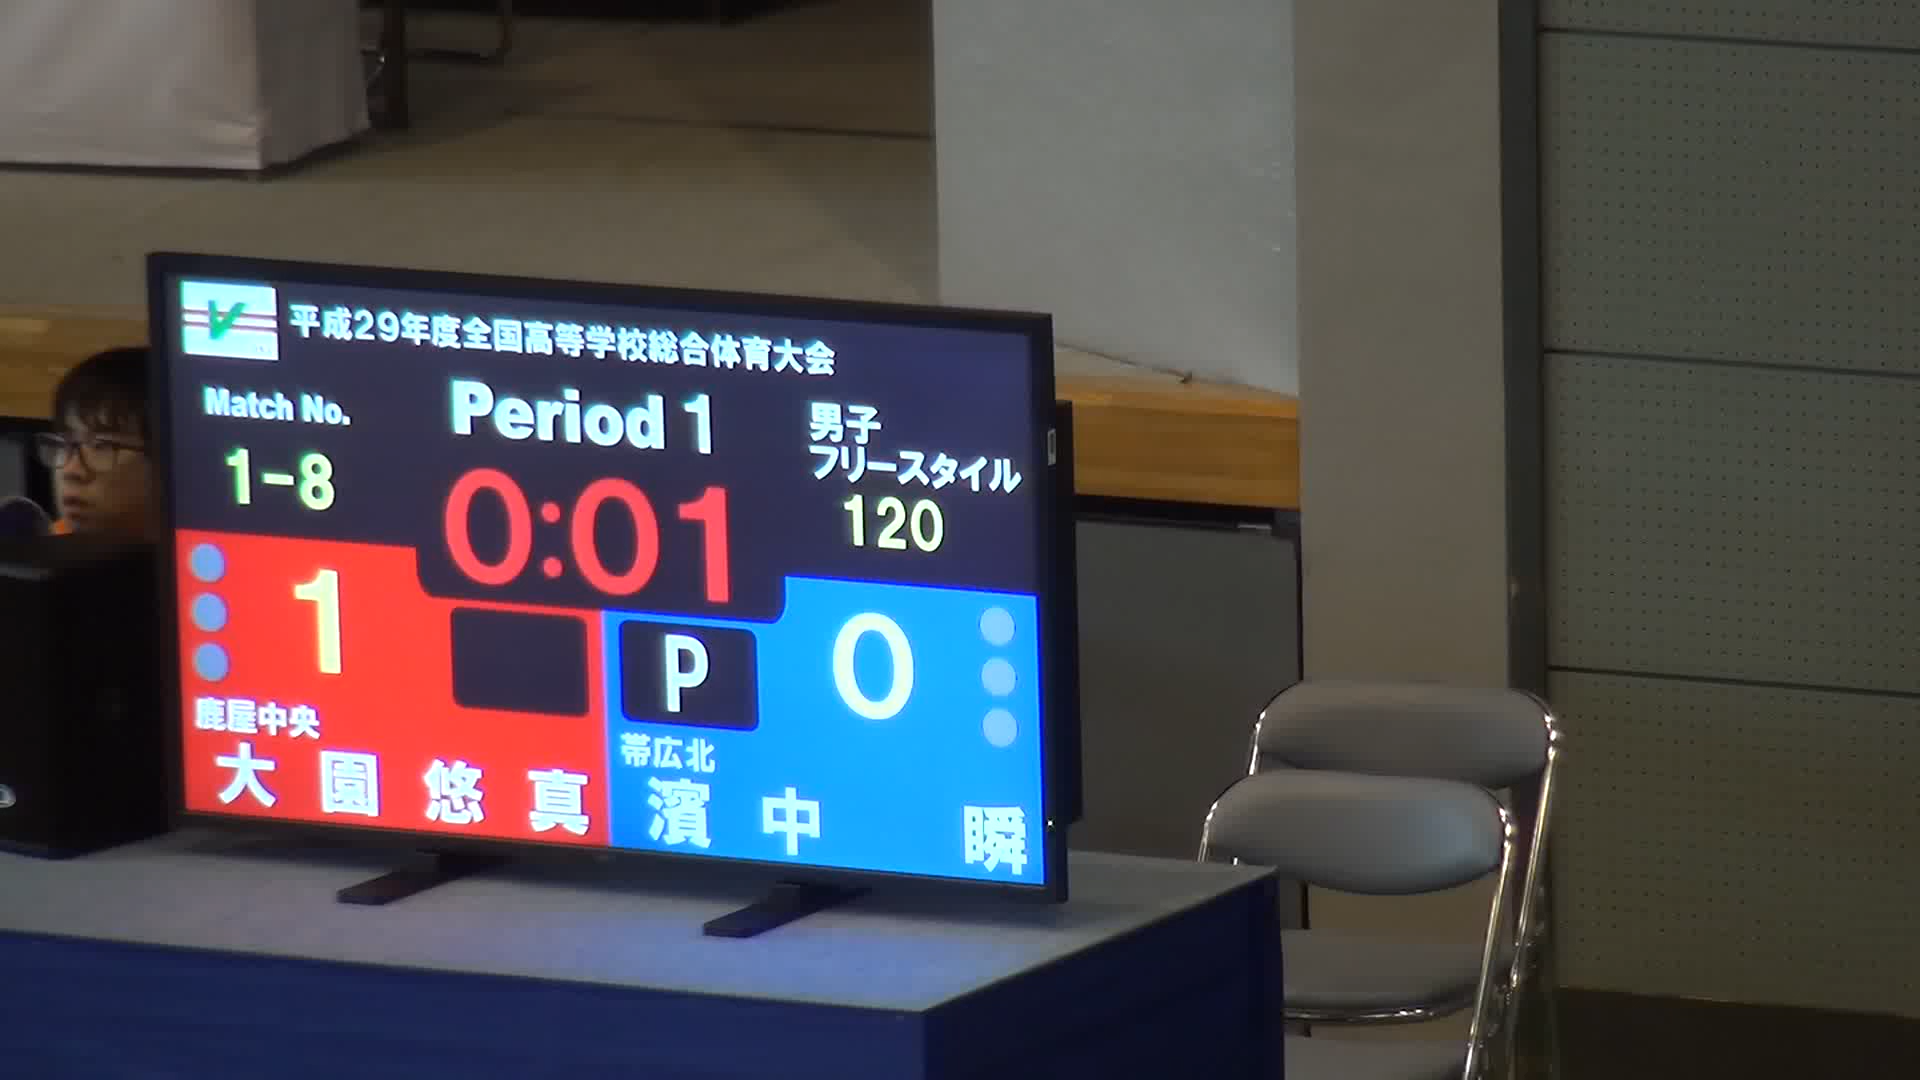 平成29年度全国高等学校総合体育大会
Match No.
1-8
Period 1
0:01
男子
フリースタイル
120
1
P
0
鹿屋中央
大園悠真
帯広北
濱中 瞬